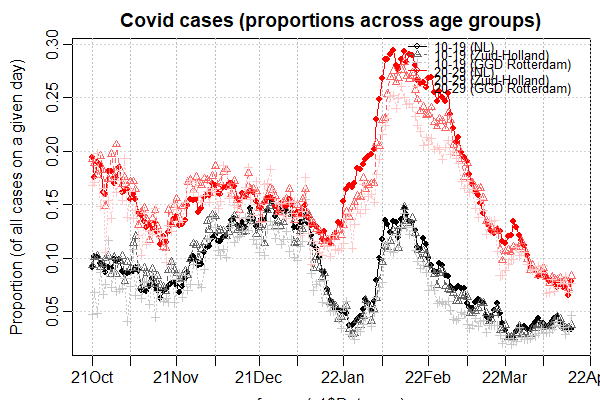 Covid cases (proportions across age groups)
Proportion (of all cases on a given day)
0.30
0.25
0.20
0.15
0.10
0.05
10-19 (NL)
10-19 (Zuid-Holland)
10-19 (GGD Rotterdam)
20-29 (NL)
20-29 (Zuid-Holland)
20-29 (GGD Rotterdam)
21Oct 21Nov 21Dec 22Jan 22Feb 22Mar 22Apr